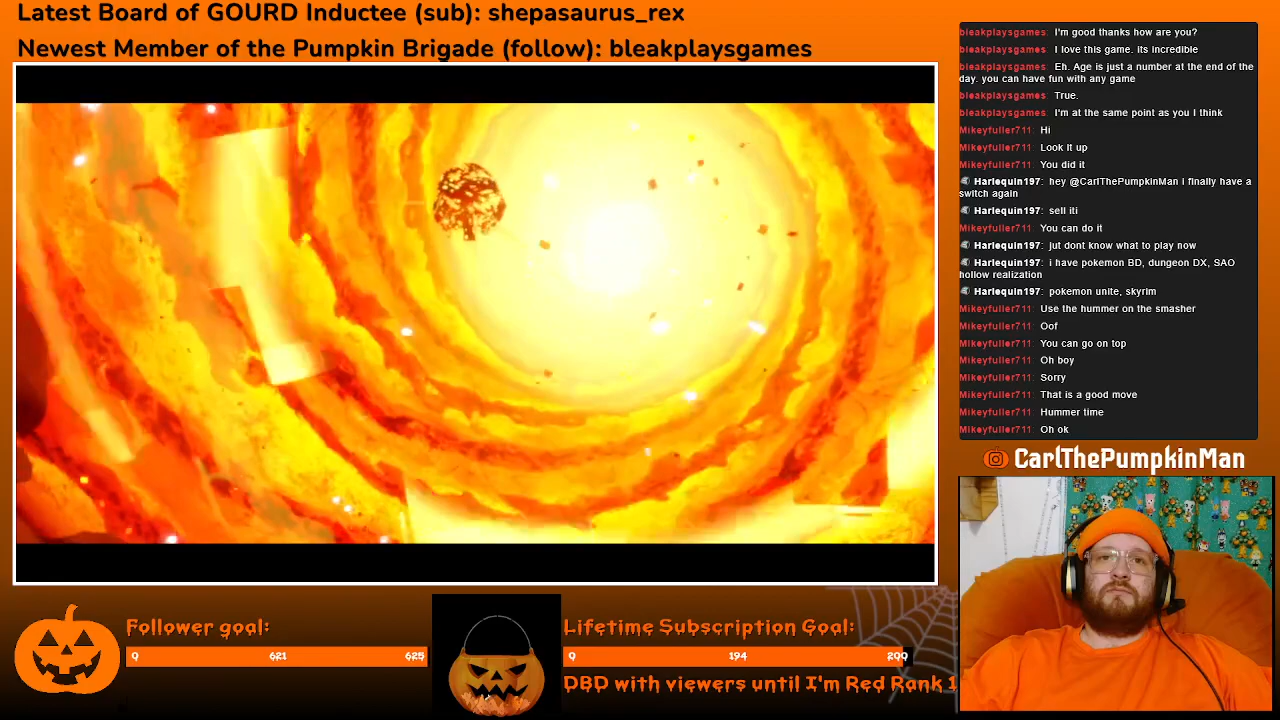 Latest Board of GOURD Inductee (sub): shepasaurus_rex
Newest Member of the Pumpkin Brigade (follow): bleakplaysgames
bleakplaysgames: I'm good thanks how are you?
bleakplaysgames: I love this game. Its incredible
bleakplaysgames: Eh. Age is just a number at the end of the
day. you can have fun with any game
bleakplaysgames: True.
bleakplaysgames: I'm at the same point as you I think
Mikeyfuller711: Hi
Mikeyfuller711: Look it up
Mikeyfuller711: You did it
Harlequin197: hey @CarlThePumpkinMan i finally have a
switch again
Harlequin197: sell iti
Mikeyfuller711: You can do it
Harlequin197: jut dont know what to play now
Harlequin197: i have pokemon BD, dungeon DX, SAO
hollow realization
Harlequin197: pokemon unite, skyrim
Mikeyfuller711: Use the hummer on the smasher
Mikeyfuller711: Oof
Mikeyfuller711: You can go on top
Mikeyfuller711: Oh boy
Mikeyfuller711: Sorry
Mikeyfuller711: That is a good move
Mikeyfuller711: Hummer time
Mikeyfuller711: Oh ok
CarlThePumpkinMan
Follower goal:
0 621 625
Lifetime Subscription Goal:
0 194 200
DBD with viewers until I'm Red Rank 1